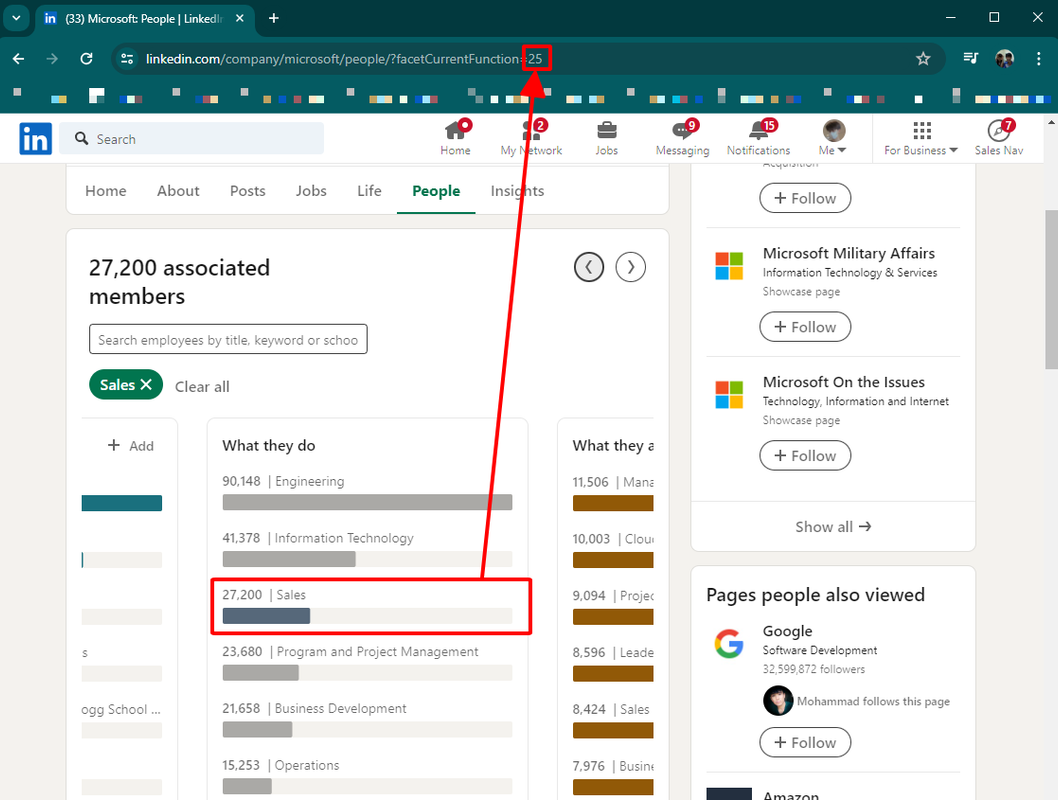 (33) Microsoft: People | LinkedIn
linkedin.com/company/microsoft/people/?facetCurrentFunction=25
in
Search
Home
2
My Network
Jobs
9
Messaging
15
Notifications
Me
For Business
7
Sales Nav
Home
About
Posts
Jobs
Life
People
Insights
27,200 associated
members
Search employees by title, keyword or schoo
Sales
Clear all
+ Add
s
ogg School ...
What they do
90,148 | Engineering
41,378 | Information Technology
27,200 | Sales
23,680 | Program and Project Management
21,658 | Business Development
15,253 | Operations
What they a
11,506 | Mana
10,003 | Clou
9,094 | Projec
8,596 | Leade
8,424 | Sales
7,976 | Busine
Acquisition
+ Follow
Microsoft Military Affairs
Information Technology & Services
Showcase page
+ Follow
Microsoft On the Issues
Technology, Information and Internet
Showcase page
+ Follow
Show all →
Pages people also viewed
Google
Software Development
32,599,872 followers
Mohammad follows this page
+ Follow
Amazon